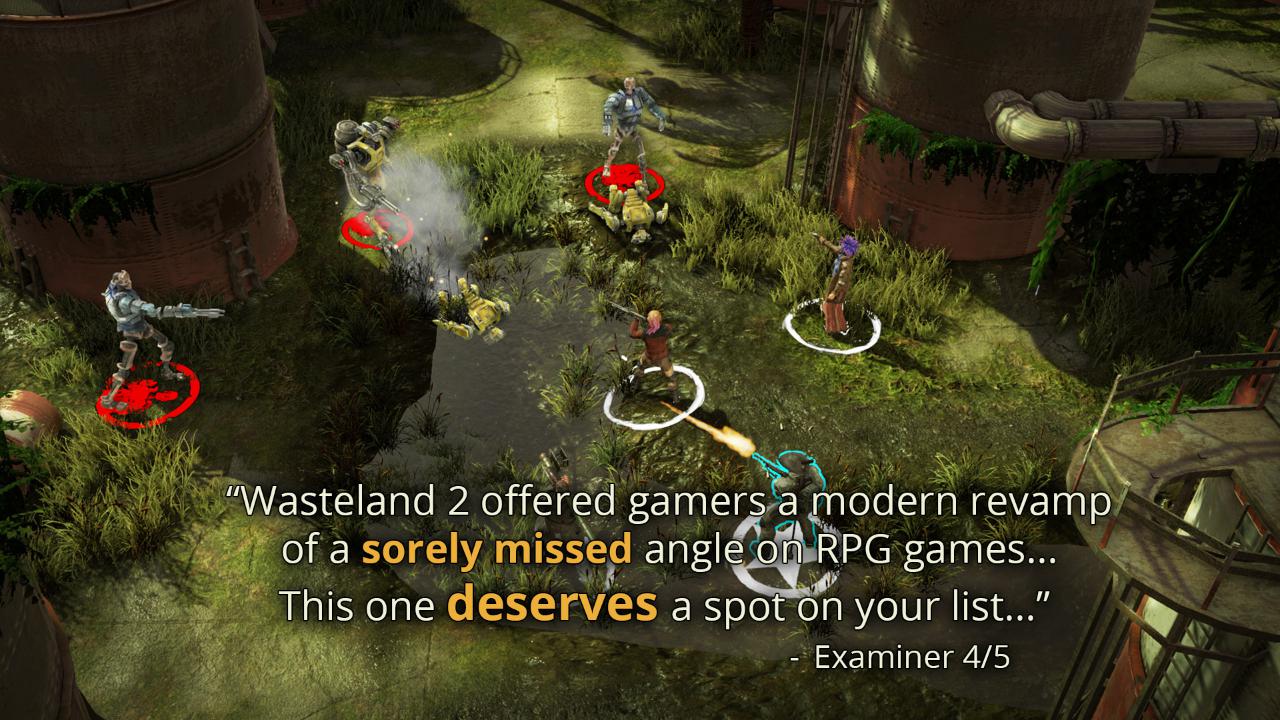 “Wasteland 2 offered gamers a modern revamp
of a sorely missed angle on RPG games...
This one deserves a spot on your list...”
- Examiner 4/5